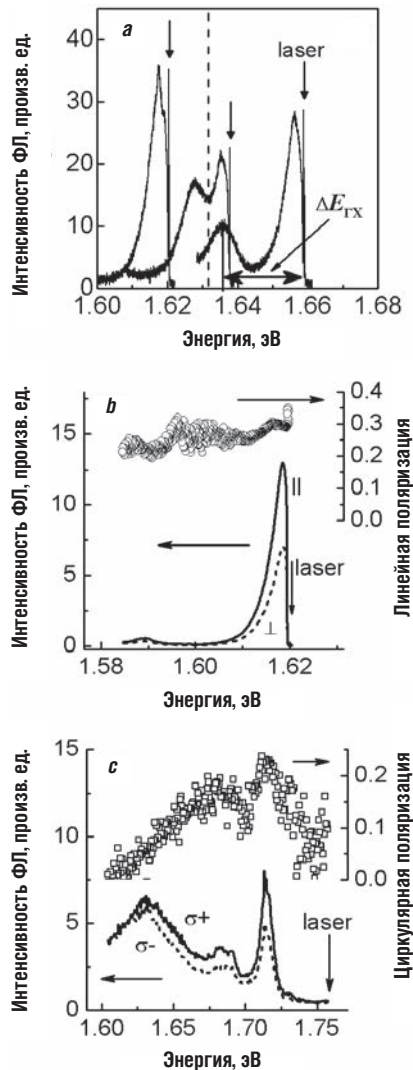 a
laser
ΔEГХ
Интенсивность ФЛ, произв. ед.
40
30
20
10
0
1.60
1.62
1.64
1.66
1.68
Энергия, эВ
b
15
10
5
0
0.4
0.3
0.2
0.1
0.0
||
laser
⊥
Интенсивность ФЛ, произв. ед.
Линейная поляризация
1.58
1.60
1.62
Энергия, эВ
c
15
10
5
0
0.2
0.1
0.0
laser
σ+
σ-
Интенсивность ФЛ, произв. ед.
Циркулярная поляризация
1.60
1.65
1.70
1.75
Энергия, эВ